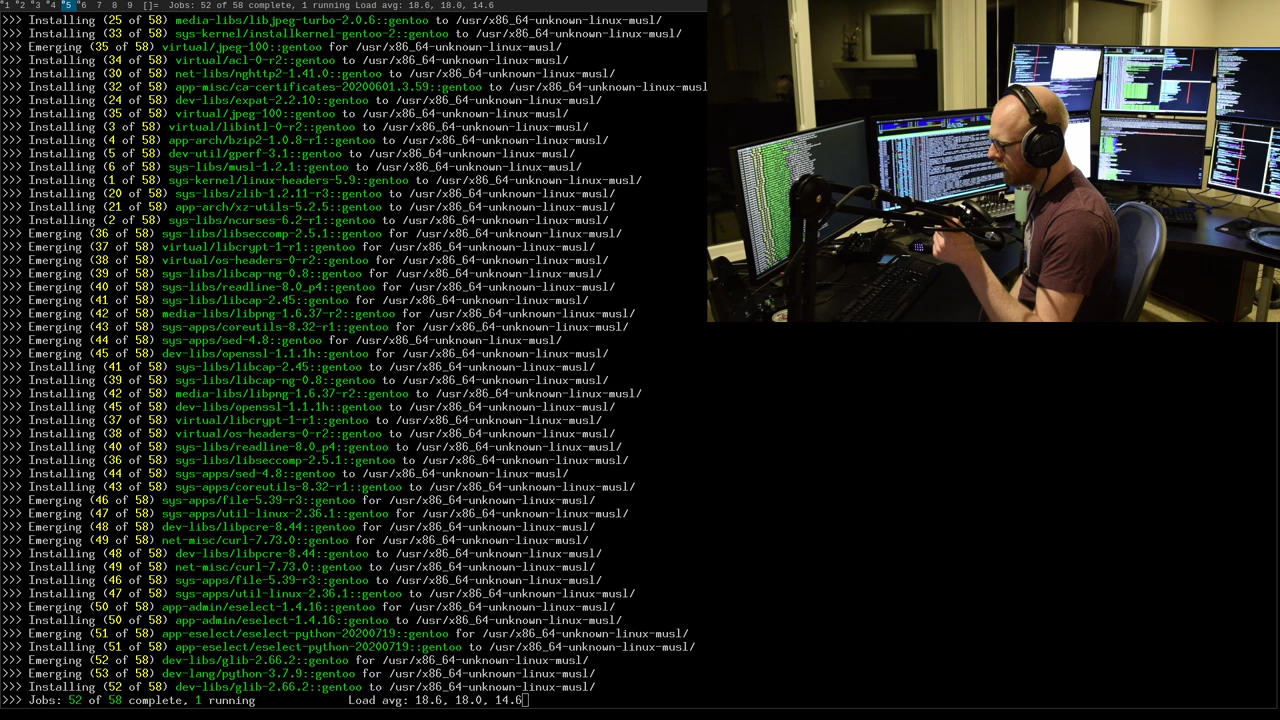 1 2 3 4 5 6 7 8 9 []= Jobs: 52 of 58 complete, 1 running Load avg: 18.6, 18.0, 14.6
>>> Installing (25 of 58) media-libs/libjpeg-turbo-2.0.6::gentoo to /usr/x86_64-unknown-linux-musl/
>>> Installing (33 of 58) sys-kernel/installkernel-gentoo-2::gentoo to /usr/x86_64-unknown-linux-musl/
>>> Emerging (35 of 58) virtual/jpeg-100::gentoo for /usr/x86_64-unknown-linux-musl/
>>> Installing (34 of 58) virtual/acl-0-r2::gentoo to /usr/x86_64-unknown-linux-musl/
>>> Installing (30 of 58) net-libs/nghttp2-1.41.0::gentoo to /usr/x86_64-unknown-linux-musl/
>>> Installing (32 of 58) app-misc/ca-certificates-20200601.3.59::gentoo to /usr/x86_64-unknown-linux-musl
>>> Installing (24 of 58) dev-libs/expat-2.2.10::gentoo to /usr/x86_64-unknown-linux-musl/
>>> Installing (35 of 58) virtual/jpeg-100::gentoo to /usr/x86_64-unknown-linux-musl/
>>> Installing (3 of 58) virtual/libintl-0-r2::gentoo to /usr/x86_64-unknown-linux-musl/
>>> Installing (4 of 58) app-arch/bzip2-1.0.8-r1::gentoo to /usr/x86_64-unknown-linux-musl/
>>> Installing (5 of 58) dev-util/gperf-3.1::gentoo to /usr/x86_64-unknown-linux-musl/
>>> Installing (6 of 58) sys-libs/musl-1.2.1::gentoo to /usr/x86_64-unknown-linux-musl/
>>> Installing (1 of 58) sys-kernel/linux-headers-5.9::gentoo to /usr/x86_64-unknown-linux-musl/
>>> Installing (20 of 58) sys-libs/zlib-1.2.11-r3::gentoo to /usr/x86_64-unknown-linux-musl/
>>> Installing (21 of 58) app-arch/xz-utils-5.2.5::gentoo to /usr/x86_64-unknown-linux-musl/
>>> Installing (2 of 58) sys-libs/ncurses-6.2-r1::gentoo to /usr/x86_64-unknown-linux-musl/
>>> Emerging (36 of 58) sys-libs/libseccomp-2.5.1::gentoo for /usr/x86_64-unknown-linux-musl/
>>> Emerging (37 of 58) virtual/libcrypt-1-r1::gentoo for /usr/x86_64-unknown-linux-musl/
>>> Emerging (38 of 58) virtual/os-headers-0-r2::gentoo for /usr/x86_64-unknown-linux-musl/
>>> Emerging (39 of 58) sys-libs/libcap-ng-0.8::gentoo for /usr/x86_64-unknown-linux-musl/
>>> Emerging (40 of 58) sys-libs/readline-8.0_p4::gentoo for /usr/x86_64-unknown-linux-musl/
>>> Emerging (41 of 58) sys-libs/libcap-2.45::gentoo for /usr/x86_64-unknown-linux-musl/
>>> Emerging (42 of 58) media-libs/libpng-1.6.37-r2::gentoo for /usr/x86_64-unknown-linux-musl/
>>> Emerging (43 of 58) sys-apps/coreutils-8.32-r1::gentoo for /usr/x86_64-unknown-linux-musl/
>>> Emerging (44 of 58) sys-apps/sed-4.8::gentoo for /usr/x86_64-unknown-linux-musl/
>>> Emerging (45 of 58) dev-libs/openssl-1.1.1h::gentoo for /usr/x86_64-unknown-linux-musl/
>>> Installing (41 of 58) sys-libs/libcap-2.45::gentoo to /usr/x86_64-unknown-linux-musl/
>>> Installing (39 of 58) sys-libs/libcap-ng-0.8::gentoo to /usr/x86_64-unknown-linux-musl/
>>> Installing (42 of 58) media-libs/libpng-1.6.37-r2::gentoo to /usr/x86_64-unknown-linux-musl/
>>> Installing (45 of 58) dev-libs/openssl-1.1.1h::gentoo to /usr/x86_64-unknown-linux-musl/
>>> Installing (37 of 58) virtual/libcrypt-1-r1::gentoo to /usr/x86_64-unknown-linux-musl/
>>> Installing (38 of 58) virtual/os-headers-0-r2::gentoo to /usr/x86_64-unknown-linux-musl/
>>> Installing (40 of 58) sys-libs/readline-8.0_p4::gentoo to /usr/x86_64-unknown-linux-musl/
>>> Installing (36 of 58) sys-libs/libseccomp-2.5.1::gentoo to /usr/x86_64-unknown-linux-musl/
>>> Installing (44 of 58) sys-apps/sed-4.8::gentoo to /usr/x86_64-unknown-linux-musl/
>>> Installing (43 of 58) sys-apps/coreutils-8.32-r1::gentoo to /usr/x86_64-unknown-linux-musl/
>>> Emerging (46 of 58) sys-apps/file-5.39-r3::gentoo for /usr/x86_64-unknown-linux-musl/
>>> Emerging (47 of 58) sys-apps/util-linux-2.36.1::gentoo for /usr/x86_64-unknown-linux-musl/
>>> Emerging (48 of 58) dev-libs/libpcre-8.44::gentoo for /usr/x86_64-unknown-linux-musl/
>>> Emerging (49 of 58) net-misc/curl-7.73.0::gentoo for /usr/x86_64-unknown-linux-musl/
>>> Installing (48 of 58) dev-libs/libpcre-8.44::gentoo to /usr/x86_64-unknown-linux-musl/
>>> Installing (49 of 58) net-misc/curl-7.73.0::gentoo to /usr/x86_64-unknown-linux-musl/
>>> Installing (46 of 58) sys-apps/file-5.39-r3::gentoo to /usr/x86_64-unknown-linux-musl/
>>> Installing (47 of 58) sys-apps/util-linux-2.36.1::gentoo to /usr/x86_64-unknown-linux-musl/
>>> Emerging (50 of 58) app-admin/eselect-1.4.16::gentoo for /usr/x86_64-unknown-linux-musl/
>>> Installing (50 of 58) app-admin/eselect-1.4.16::gentoo to /usr/x86_64-unknown-linux-musl/
>>> Emerging (51 of 58) app-eselect/eselect-python-20200719::gentoo for /usr/x86_64-unknown-linux-musl/
>>> Installing (51 of 58) app-eselect/eselect-python-20200719::gentoo to /usr/x86_64-unknown-linux-musl/
>>> Emerging (52 of 58) dev-libs/glib-2.66.2::gentoo for /usr/x86_64-unknown-linux-musl/
>>> Emerging (53 of 58) dev-lang/python-3.7.9::gentoo for /usr/x86_64-unknown-linux-musl/
>>> Installing (52 of 58) dev-libs/glib-2.66.2::gentoo to /usr/x86_64-unknown-linux-musl/
>>> Jobs: 52 of 58 complete, 1 running Load avg: 18.6, 18.0, 14.6